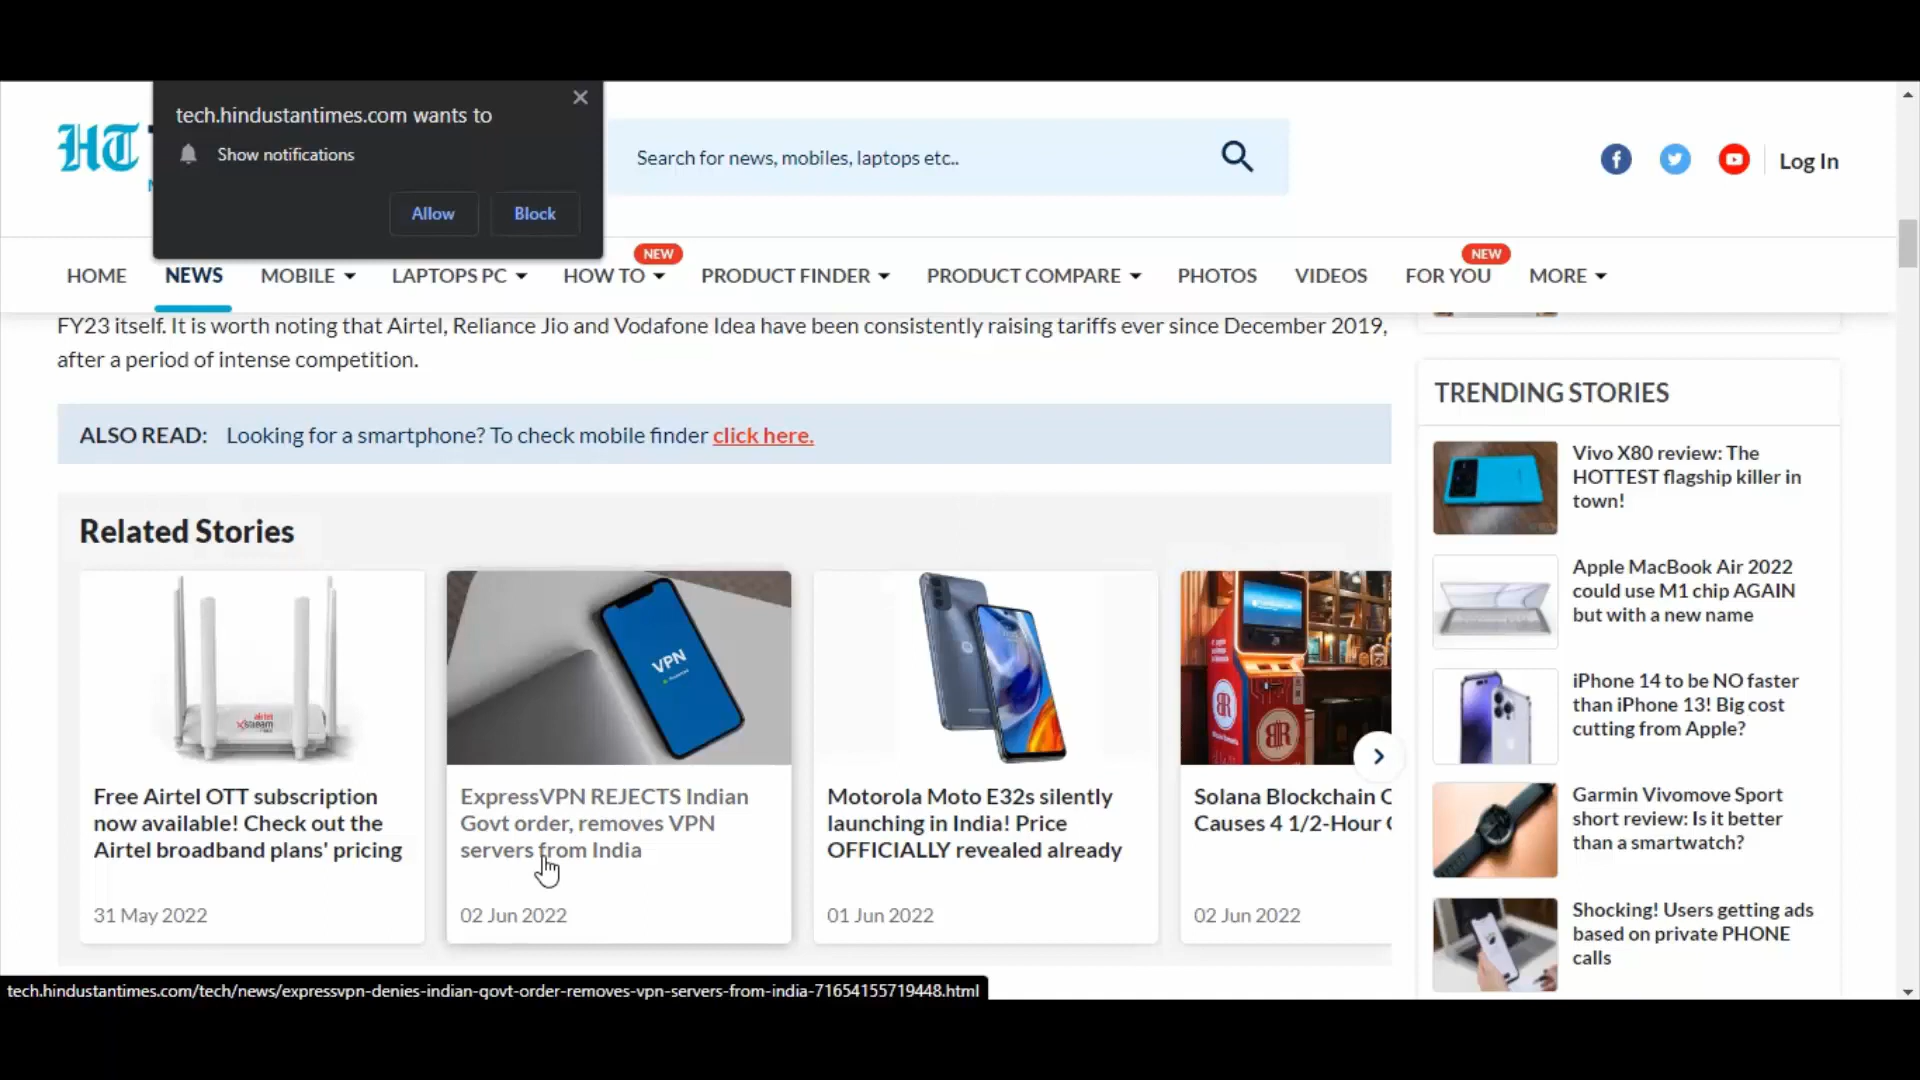 tech.hindustantimes.com wants to
Show notifications
Allow
Block
HT
Search for news, mobiles, laptops etc..
Log In
HOME
NEWS
MOBILE
LAPTOPS PC
HOW TO
NEW
PRODUCT FINDER
PRODUCT COMPARE
PHOTOS
VIDEOS
FOR YOU
NEW
MORE
FY23 itself. It is worth noting that Airtel, Reliance Jio and Vodafone Idea have been consistently raising tariffs ever since December 2019,
after a period of intense competition.
ALSO READ: Looking for a smartphone? To check mobile finder click here.
Related Stories
airtel
xstream
Free Airtel OTT subscription
now available! Check out the
Airtel broadband plans' pricing
31 May 2022
VPN
ExpressVPN REJECTS Indian
Govt order, removes VPN
servers from India
02 Jun 2022
Motorola Moto E32s silently
launching in India! Price
OFFICIALLY revealed already
01 Jun 2022
Solana Blockchain C
Causes 4 1/2-Hour
02 Jun 2022
TRENDING STORIES
Vivo X80 review: The
HOTTEST flagship killer in
town!
Apple MacBook Air 2022
could use M1 chip AGAIN
but with a new name
iPhone 14 to be NO faster
than iPhone 13! Big cost
cutting from Apple?
Garmin Vivomove Sport
short review: Is it better
than a smartwatch?
Shocking! Users getting ads
based on private PHONE
calls
tech.hindustantimes.com/tech/news/expressvpn-denies-indian-govt-order-removes-vpn-servers-from-india-71654155719448.html